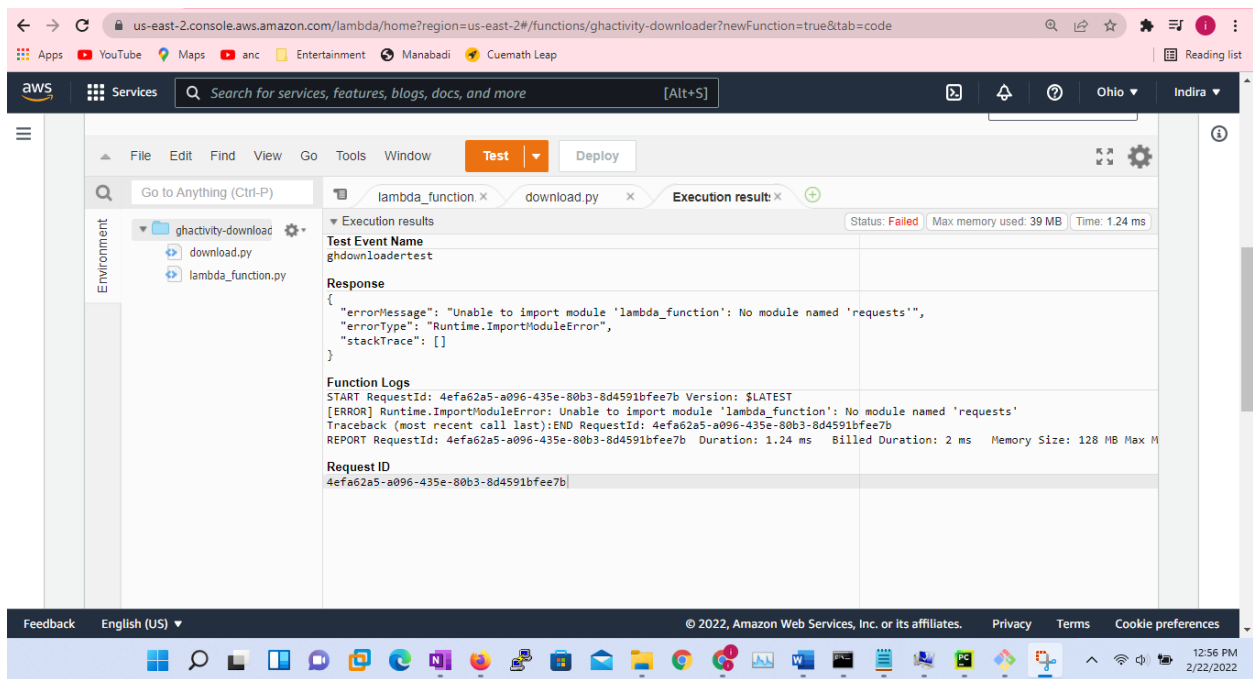 us-east-2.console.aws.amazon.com/lambda/home?region=us-east-2#/functions/ghactivity-downloader?newFunction=true&tab=code
i
Apps YouTube Maps anc Entertainment Manabadi Cuemath Leap Reading list
aws Services Search for services, features, blogs, docs, and more [Alt+S] Ohio ▼ Indira ▼
File Edit Find View Go Tools Window Test Deploy
Go to Anything (Ctrl-P) lambda_function. × download.py × Execution result: ×
Environment
ghactivity-download
download.py
lambda_function.py
▼ Execution results Status: Failed Max memory used: 39 MB Time: 1.24 ms
Test Event Name
ghdownloadertest
Response
{
"errorMessage": "Unable to import module 'lambda_function': No module named 'requests'",
"errorType": "Runtime.ImportModuleError",
"stackTrace": []
}
Function Logs
START RequestId: 4efa62a5-a096-435e-80b3-8d4591bfee7b Version: $LATEST
[ERROR] Runtime.ImportModuleError: Unable to import module 'lambda_function': No module named 'requests'
Traceback (most recent call last):END RequestId: 4efa62a5-a096-435e-80b3-8d4591bfee7b
REPORT RequestId: 4efa62a5-a096-435e-80b3-8d4591bfee7b Duration: 1.24 ms Billed Duration: 2 ms Memory Size: 128 MB Max M
Request ID
4efa62a5-a096-435e-80b3-8d4591bfee7b
Feedback English (US) ▼ © 2022, Amazon Web Services, Inc. or its affiliates. Privacy Terms Cookie preferences
12:56 PM
2/22/2022